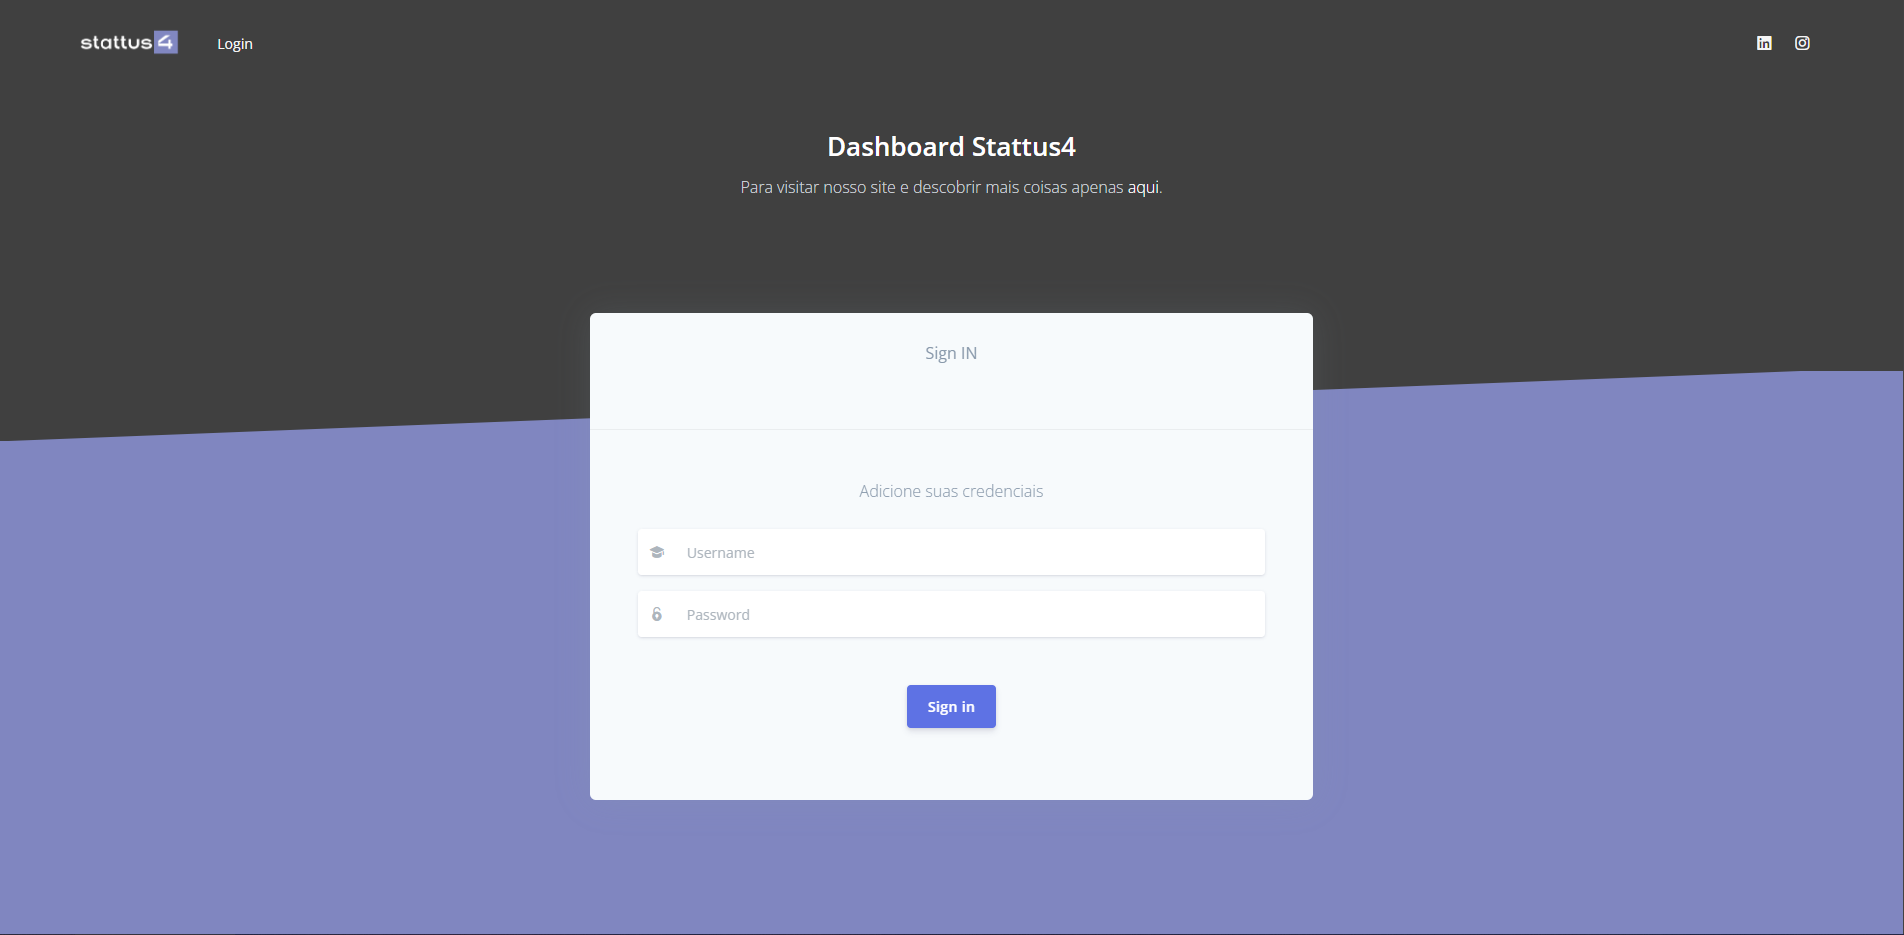 stattus4
Login
Dashboard Stattus4
Para visitar nosso site e descobrir mais coisas apenas aqui.
Sign IN
Adicione suas credenciais
Username
Password
Sign in